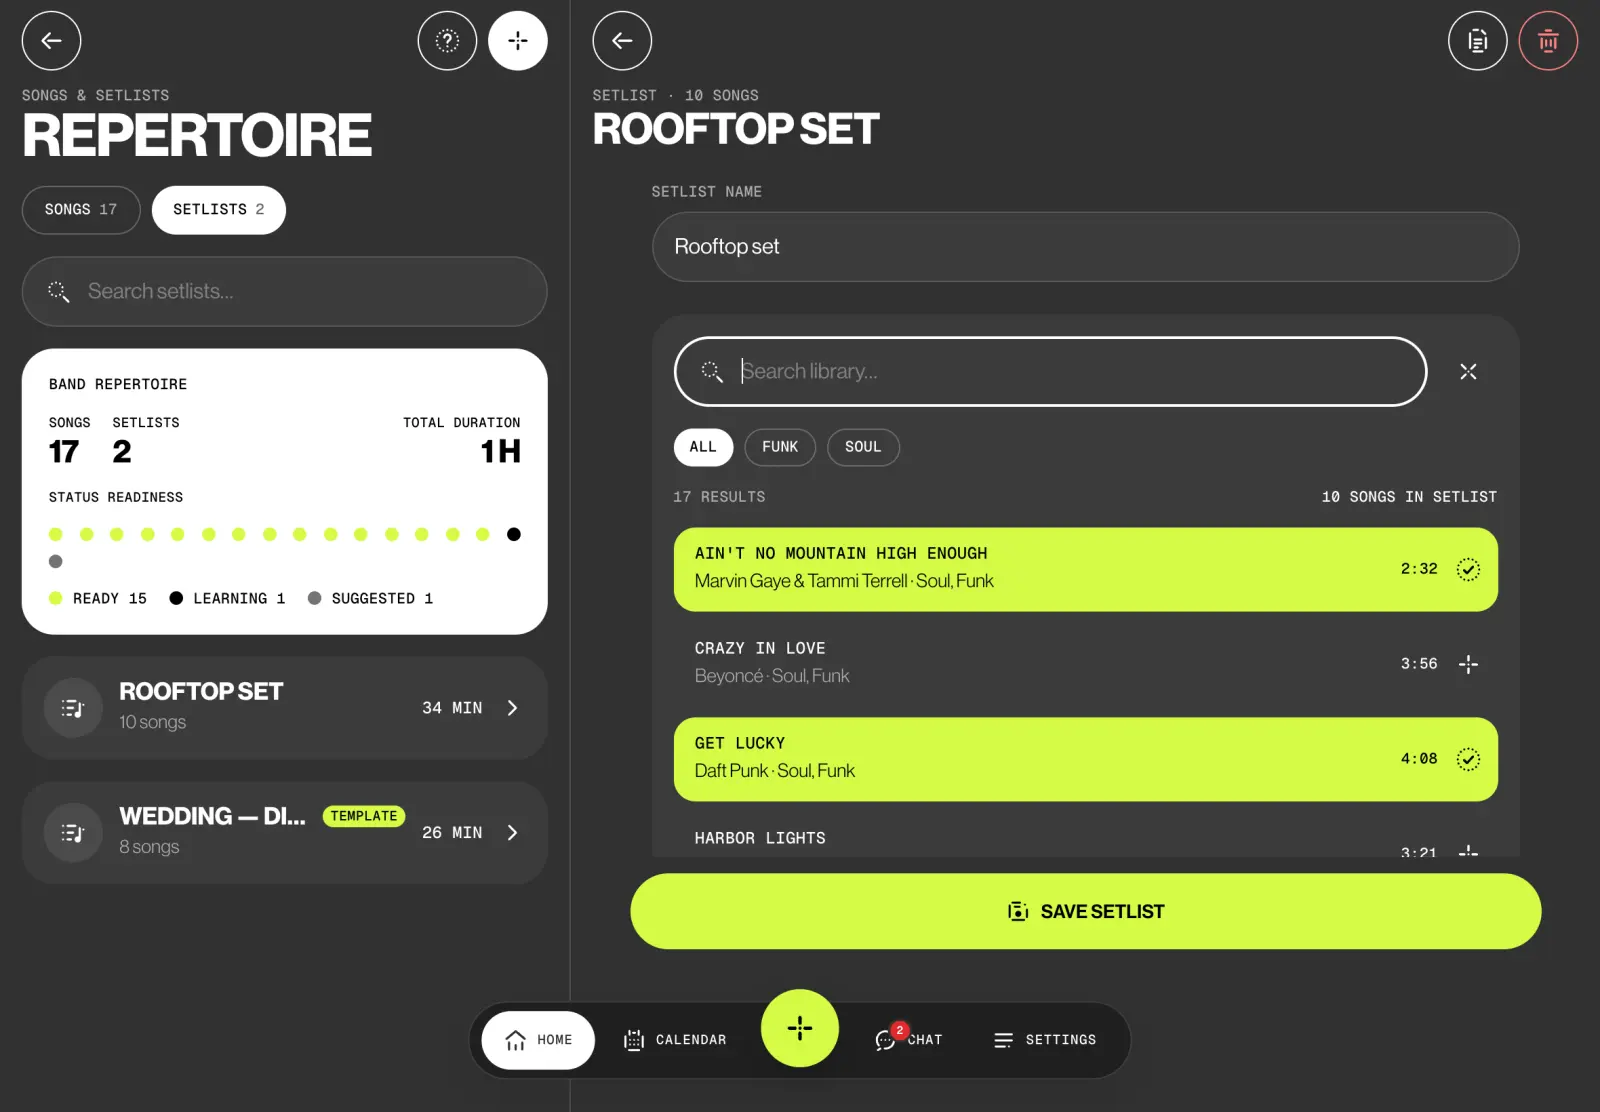 SONGS & SETLISTS
REPERTOIRE
SONGS 17
SETLISTS 2
Search setlists...
BAND REPERTOIRE
SONGS SETLISTS TOTAL DURATION
17 2 1H
STATUS READINESS
READY 15 LEARNING 1 SUGGESTED 1
ROOFTOP SET
10 songs
34 MIN
WEDDING — DI... TEMPLATE
8 songs
26 MIN
SETLIST · 10 SONGS
ROOFTOP SET
SETLIST NAME
Rooftop set
Search library...
ALL FUNK SOUL
17 RESULTS 10 SONGS IN SETLIST
AIN'T NO MOUNTAIN HIGH ENOUGH
Marvin Gaye & Tammi Terrell · Soul, Funk
2:32
CRAZY IN LOVE
Beyoncé · Soul, Funk
3:56
GET LUCKY
Daft Punk · Soul, Funk
4:08
HARBOR LIGHTS
3:21
SAVE SETLIST
HOME CALENDAR 2 CHAT SETTINGS